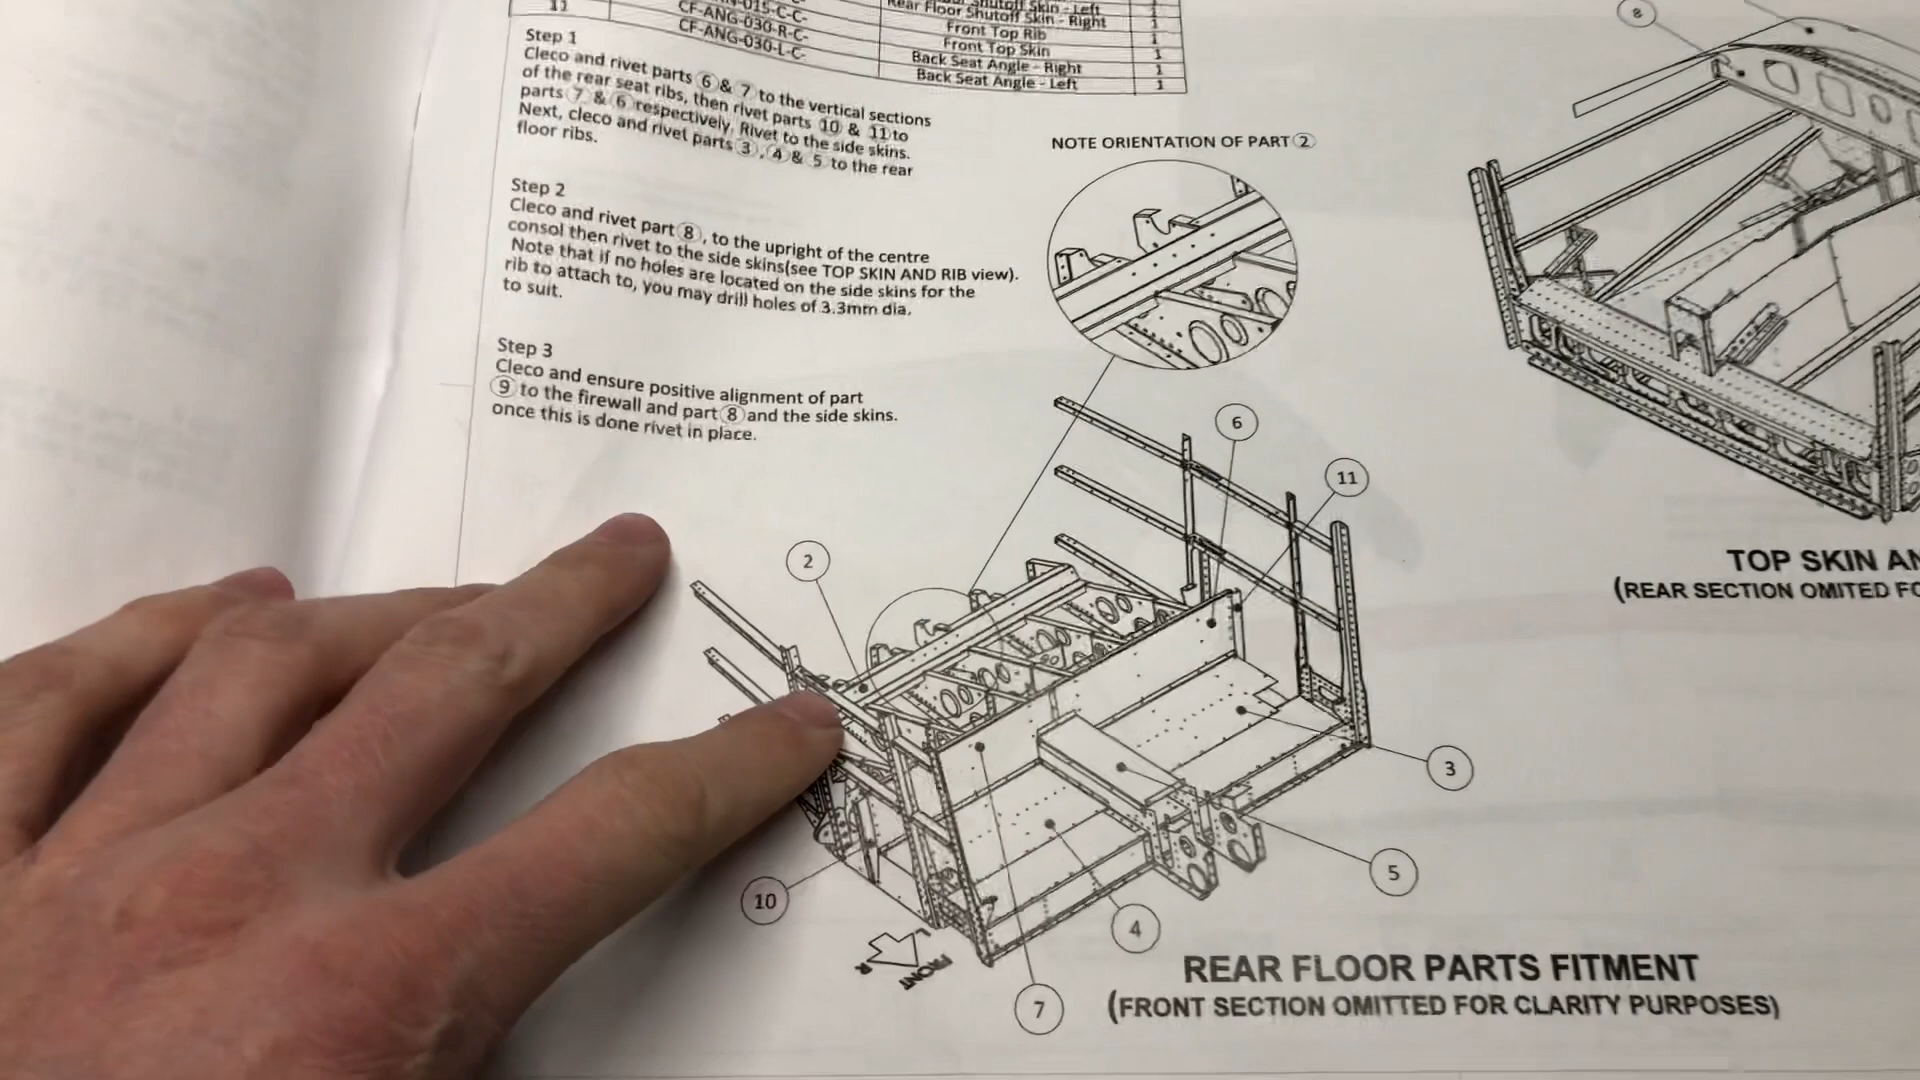 Rear Floor Shutoff Skin - Left 1
Rear Floor Shutoff Skin - Right 1
Front Top Rib 1
-015-C-C- Front Top Skin 1
CF-ANG-030-R-C- Back Seat Angle - Right 1
11 CF-ANG-030-L-C- Back Seat Angle - Left 1
Step 1
Cleco and rivet parts 6 & 7 to the vertical sections
of the rear seat ribs, then rivet parts 10 & 11 to
parts 7 & 6 respectively. Rivet to the side skins.
Next, cleco and rivet parts 3 , 4 & 5 to the rear
floor ribs.
Step 2
Cleco and rivet part 8 , to the upright of the centre
consol then rivet to the side skins(see TOP SKIN AND RIB view).
Note that if no holes are located on the side skins for the
rib to attach to, you may drill holes of 3.3mm dia.
to suit.
Step 3
Cleco and ensure positive alignment of part
9 to the firewall and part 8 and the side skins.
once this is done rivet in place.
NOTE ORIENTATION OF PART 2
8
6
11
2
3
5
10
4
7
L
FRONT
R
REAR FLOOR PARTS FITMENT
(FRONT SECTION OMITTED FOR CLARITY PURPOSES)
TOP SKIN AN
(REAR SECTION OMITED FO